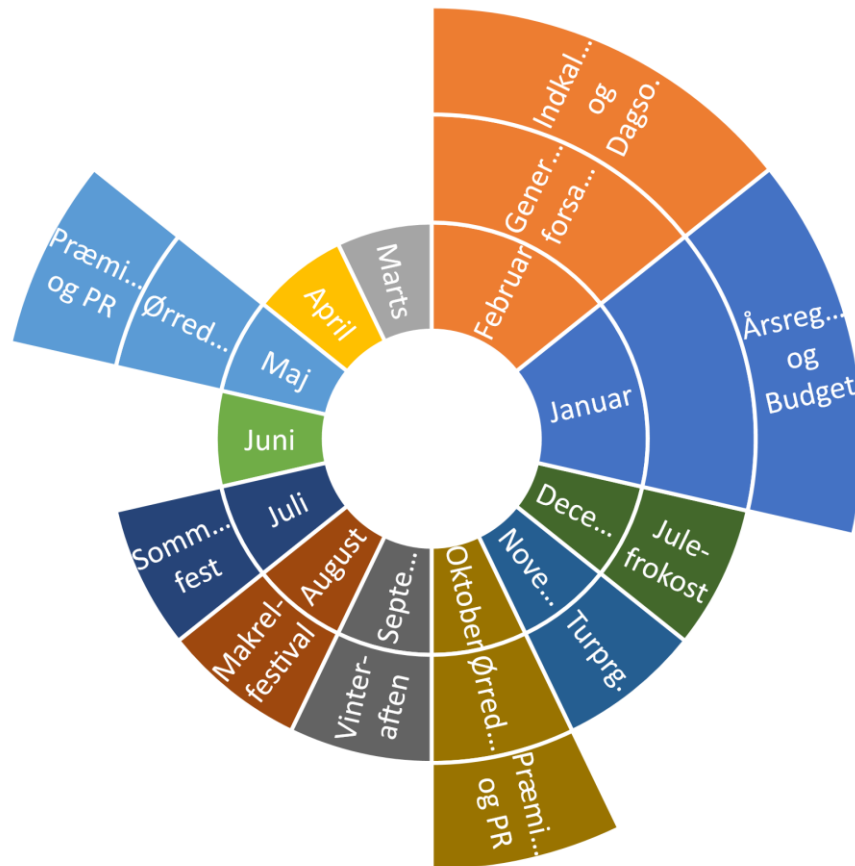 Indkal...
og
Dagso.
Gener...
forsa...
Februar
Årsreg...
og
Budget
Januar
Dece...
Jule-
frokost
Nove...
Turprg.
Oktober
Ørred...
Præmi...
og PR
Septe...
Vinter-
aften
August
Makrel-
festival
Juli
Somm...
fest
Juni
Maj
Ørred...
Præmi...
og PR
April
Marts